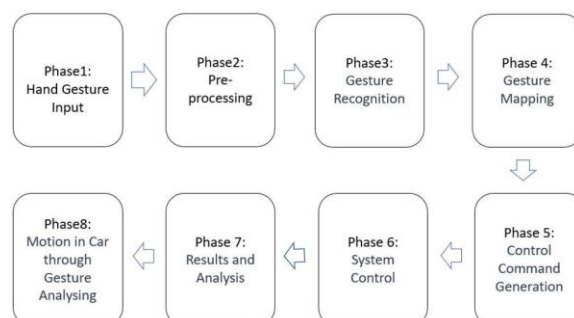 Phase1:
Hand Gesture
Input
Phase2:
Pre-
processing
Phase3:
Gesture
Recognition
Phase 4:
Gesture
Mapping
Phase8:
Motion in Car
through
Gesture
Analysing
Phase 7:
Results and
Analysis
Phase 6:
System
Control
Phase 5:
Control
Command
Generation